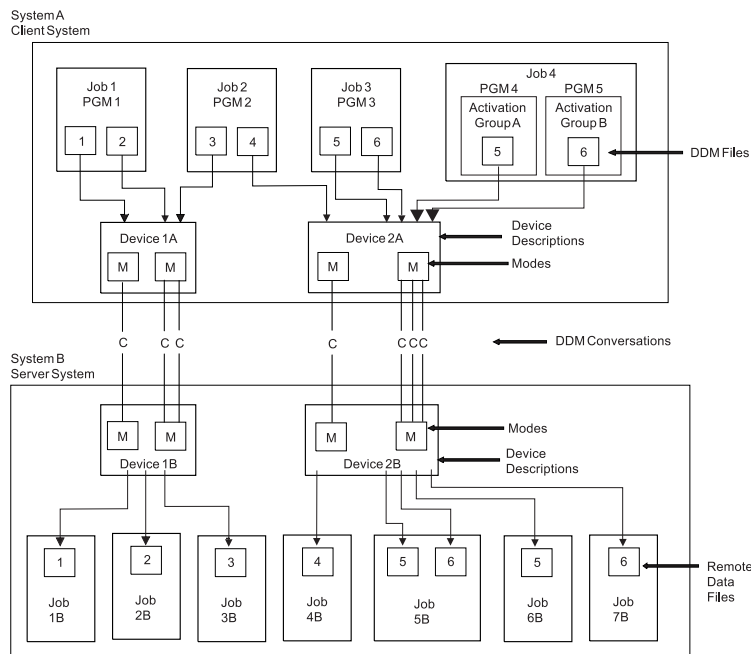 System A
Client System
Job 1
PGM 1
Job 2
PGM 2
Job 3
PGM 3
Job 4
PGM 4
PGM 5
Activation
Group A
Activation
Group B
1
2
3
4
5
6
5
6
DDM Files
Device 1A
Device 2A
Device
Descriptions
M
M
M
M
Modes
C
C
C
C
C
C
C
DDM Conversations
System B
Server System
M
M
M
M
Modes
Device 1B
Device 2B
Device
Descriptions
1
2
3
4
5
6
5
6
Remote
Data
Files
Job
1B
Job
2B
Job
3B
Job
4B
Job
5B
Job
6B
Job
7B